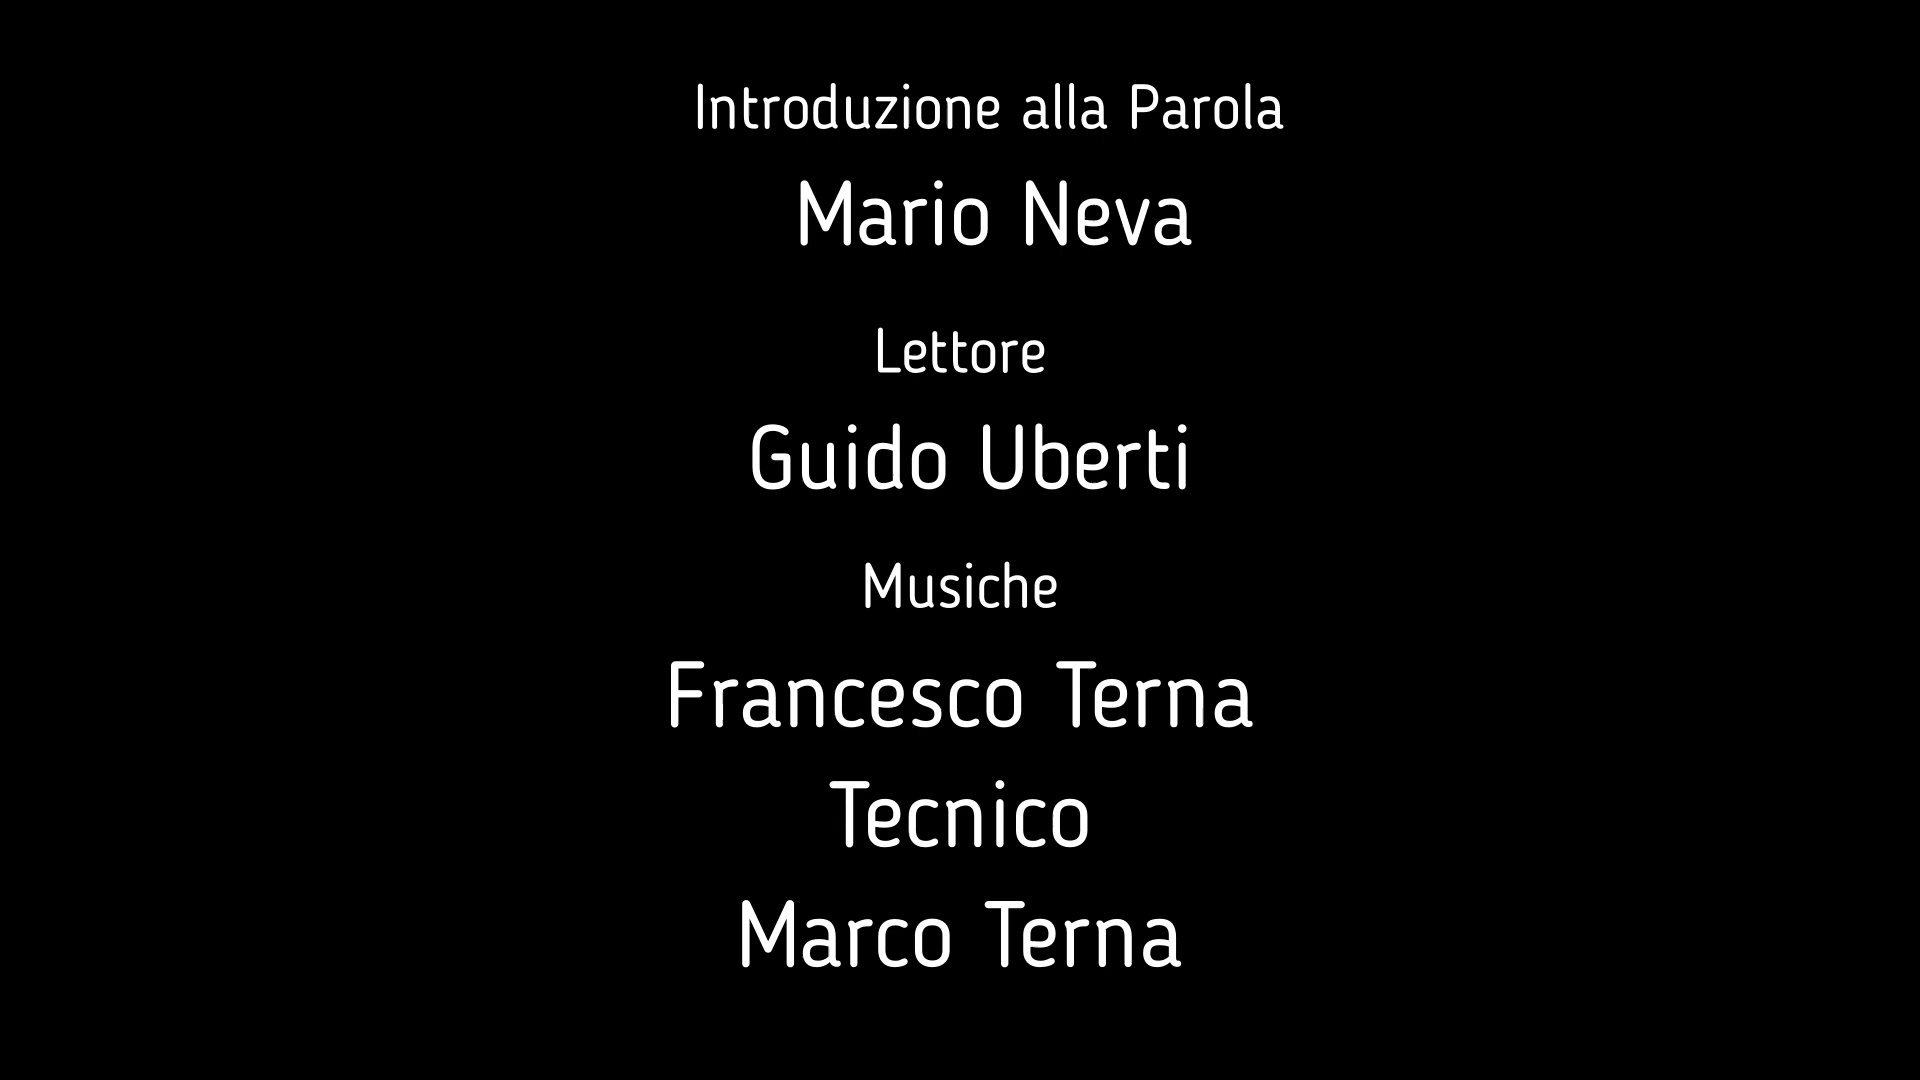 Introduzione alla Parola
Mario Neva
Lettore
Guido Uberti
Musiche
Francesco Terna
Tecnico
Marco Terna